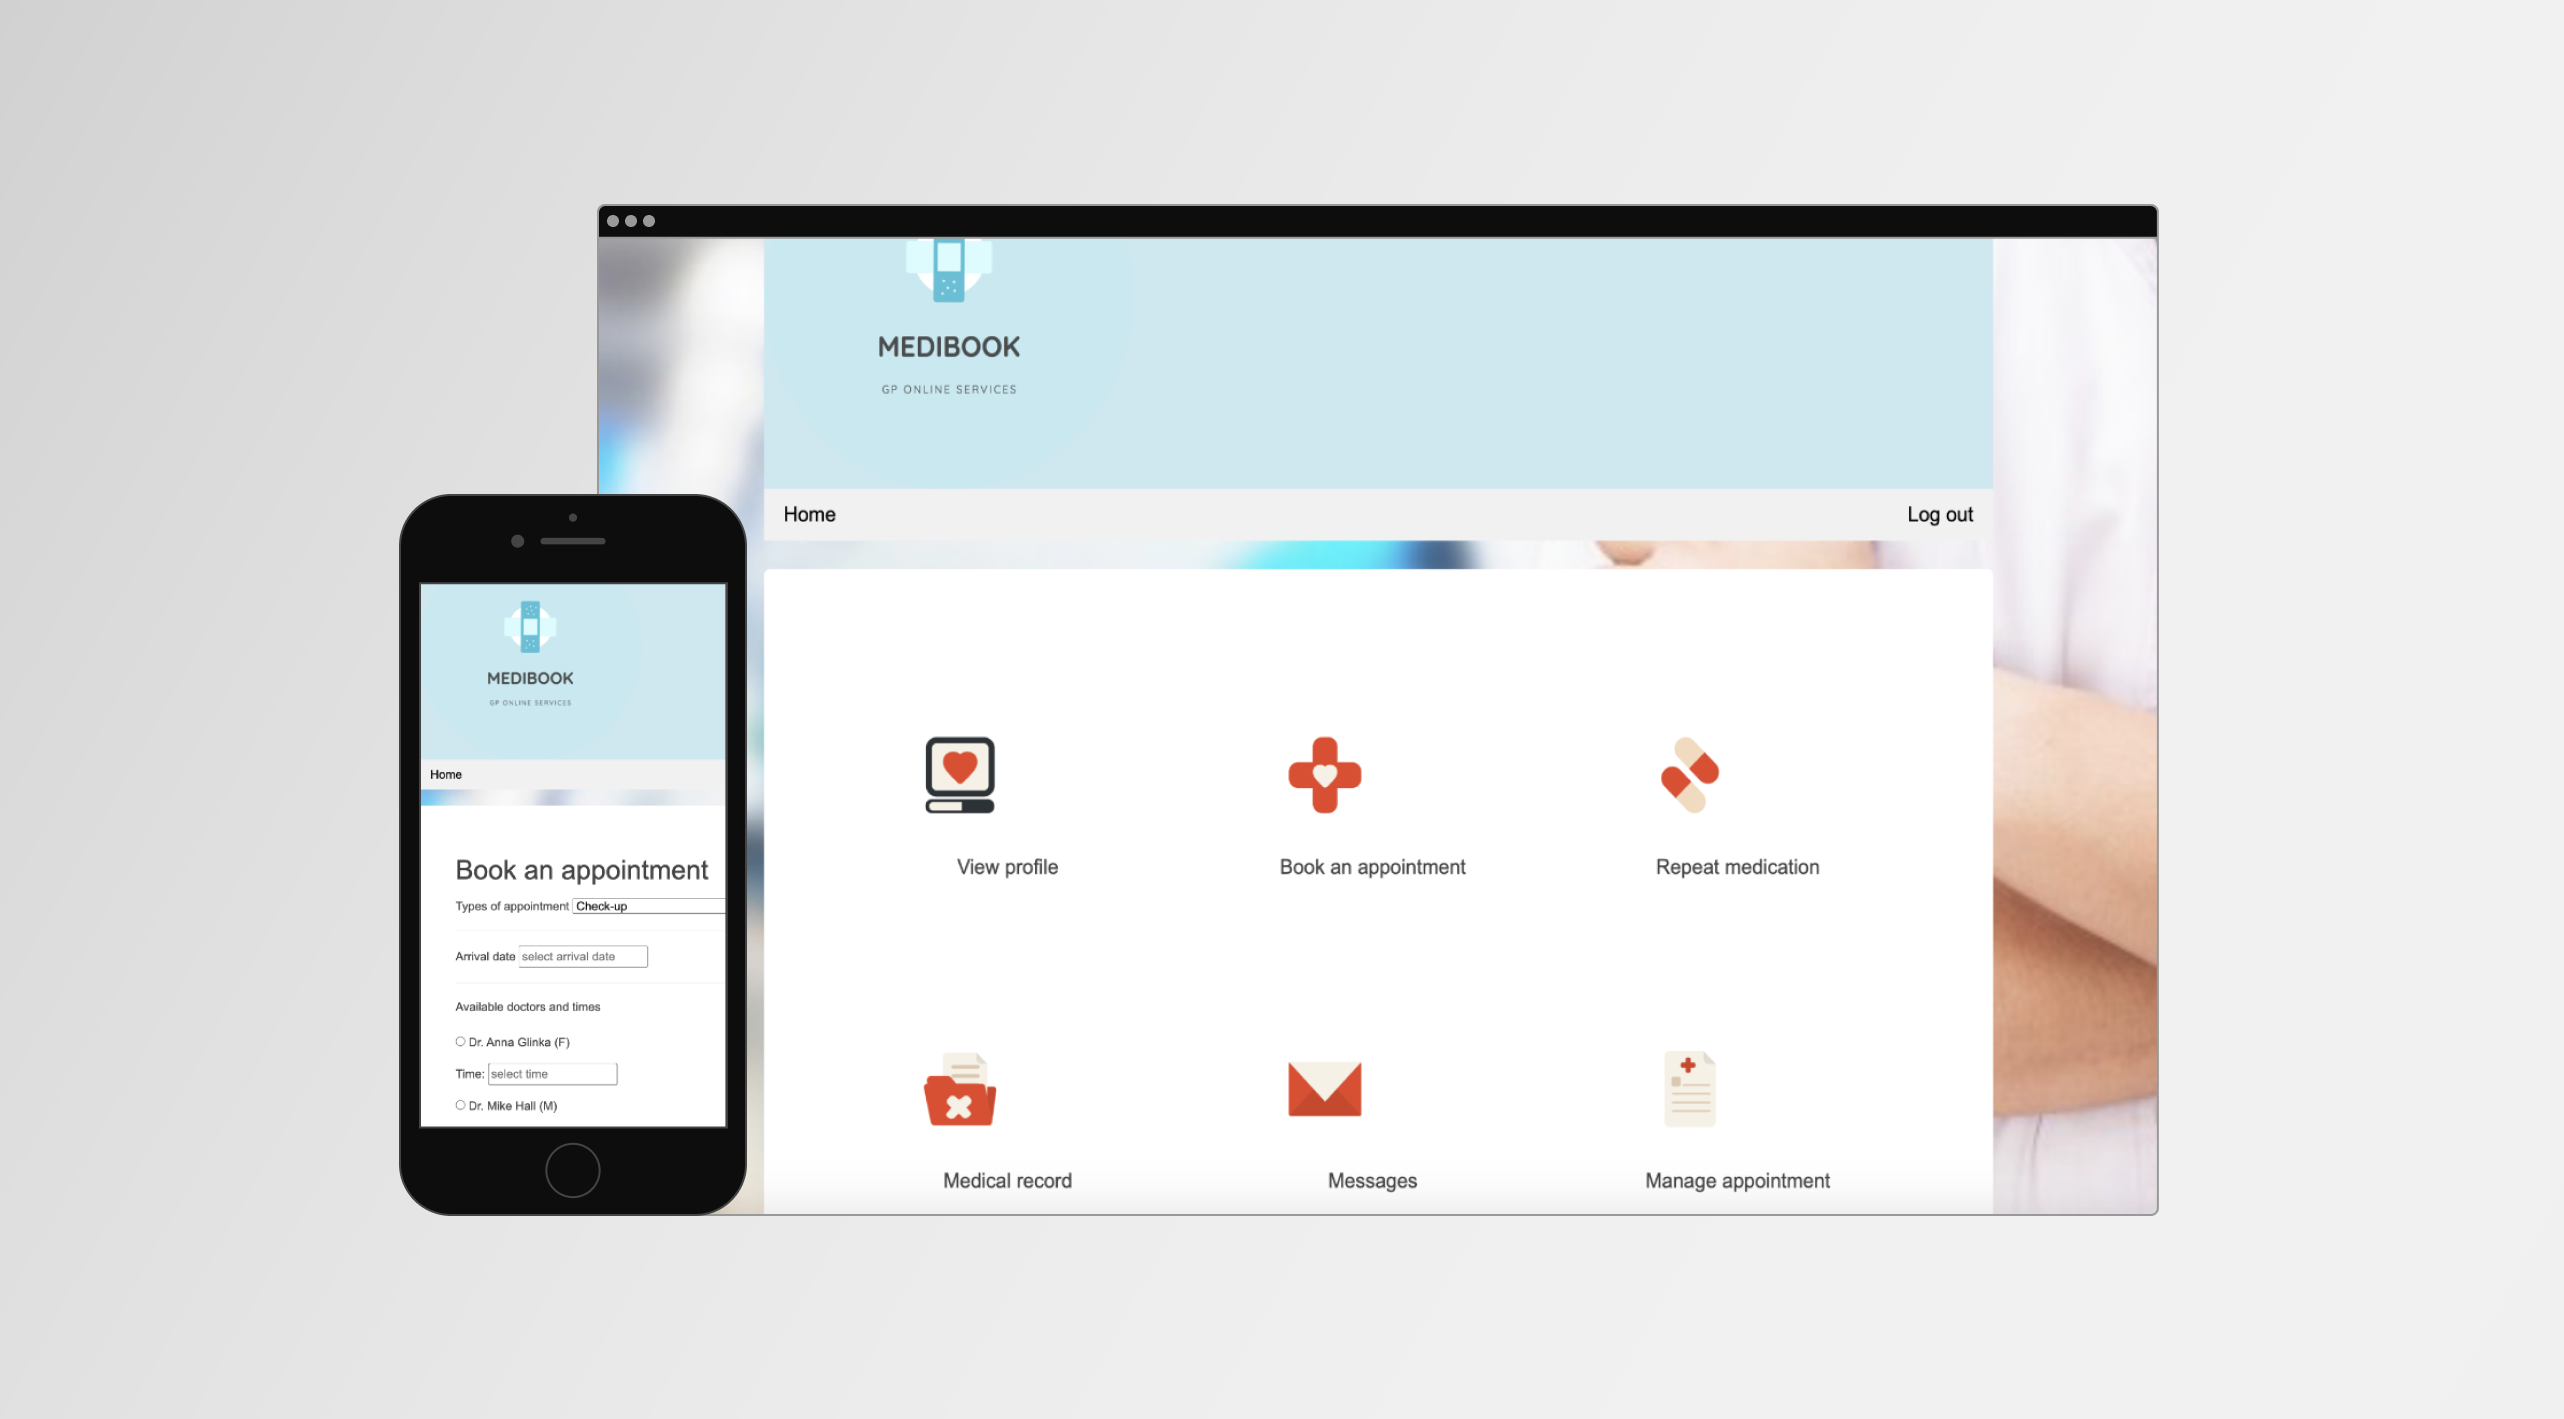 MEDIBOOK
GP ONLINE SERVICES
Home Log out
View profile Book an appointment Repeat medication
Medical record Messages Manage appointment
MEDIBOOK
GP ONLINE SERVICES
Home
Book an appointment
Types of appointment Check-up
Arrival date select arrival date
Available doctors and times
Dr. Anna Glinka (F)
Time: select time
Dr. Mike Hall (M)